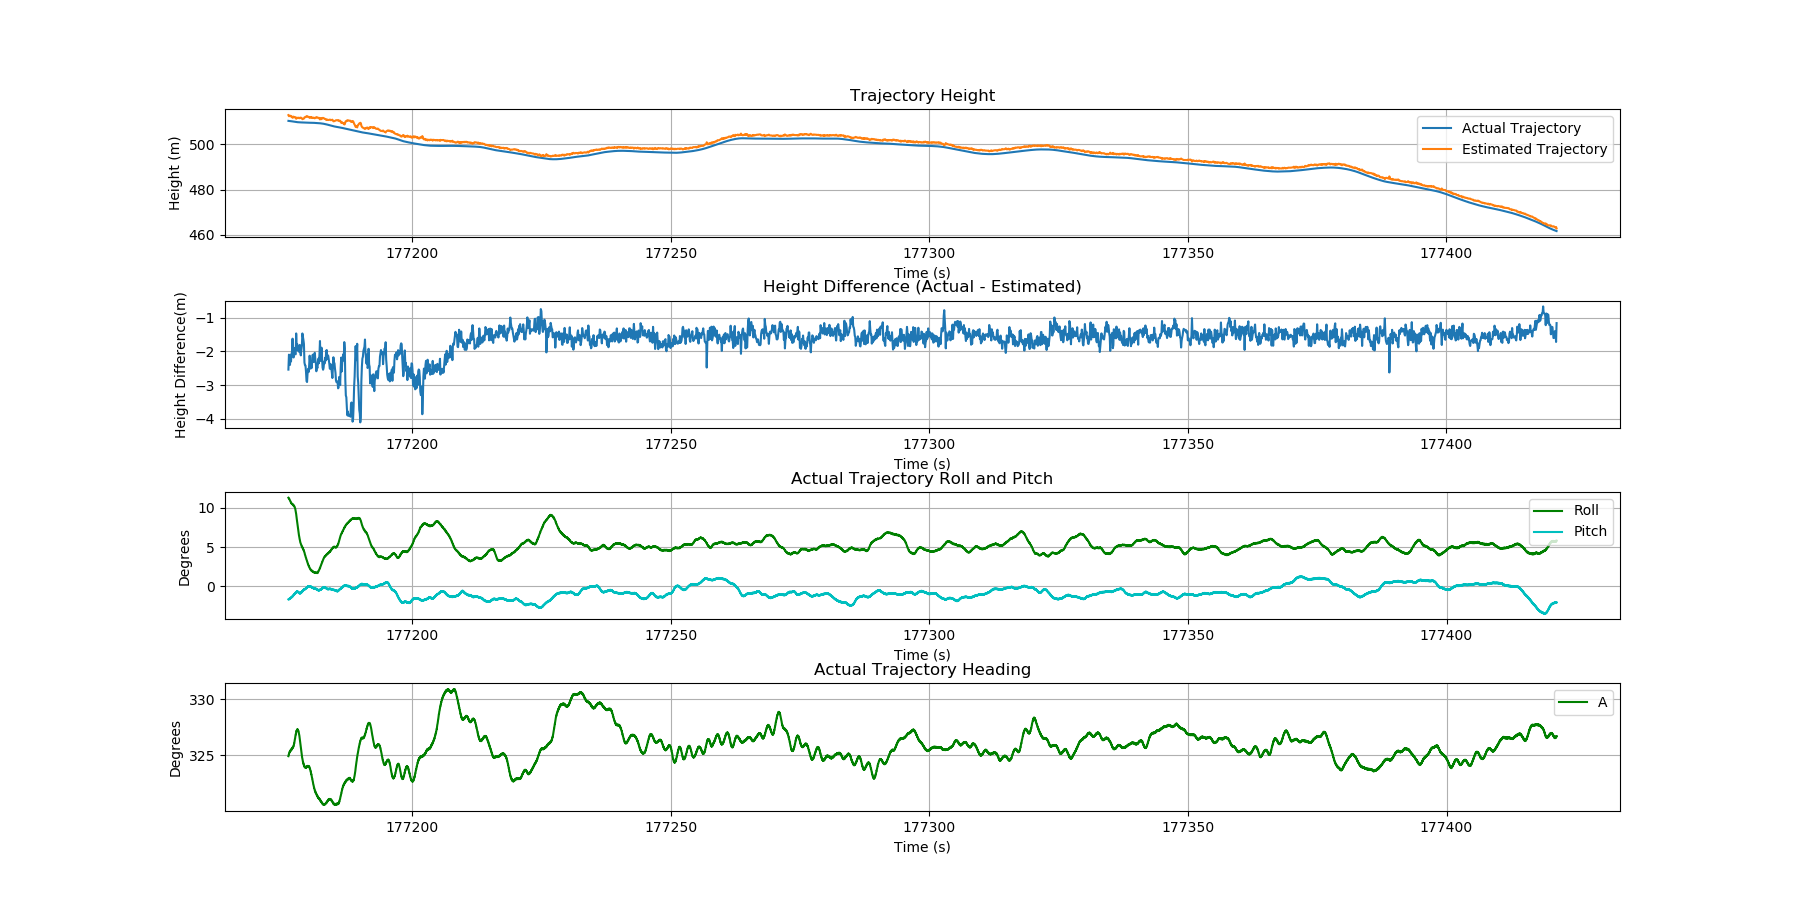 Trajectory Height
Height (m)
500
480
460
Actual Trajectory
Estimated Trajectory
177200 177250 177300 177350 177400
Time (s)
Height Difference (Actual - Estimated)
Height Difference(m)
−1
−2
−3
−4
177200 177250 177300 177350 177400
Time (s)
Actual Trajectory Roll and Pitch
Degrees
10
5
0
Roll
Pitch
177200 177250 177300 177350 177400
Time (s)
Actual Trajectory Heading
Degrees
330
325
A
177200 177250 177300 177350 177400
Time (s)